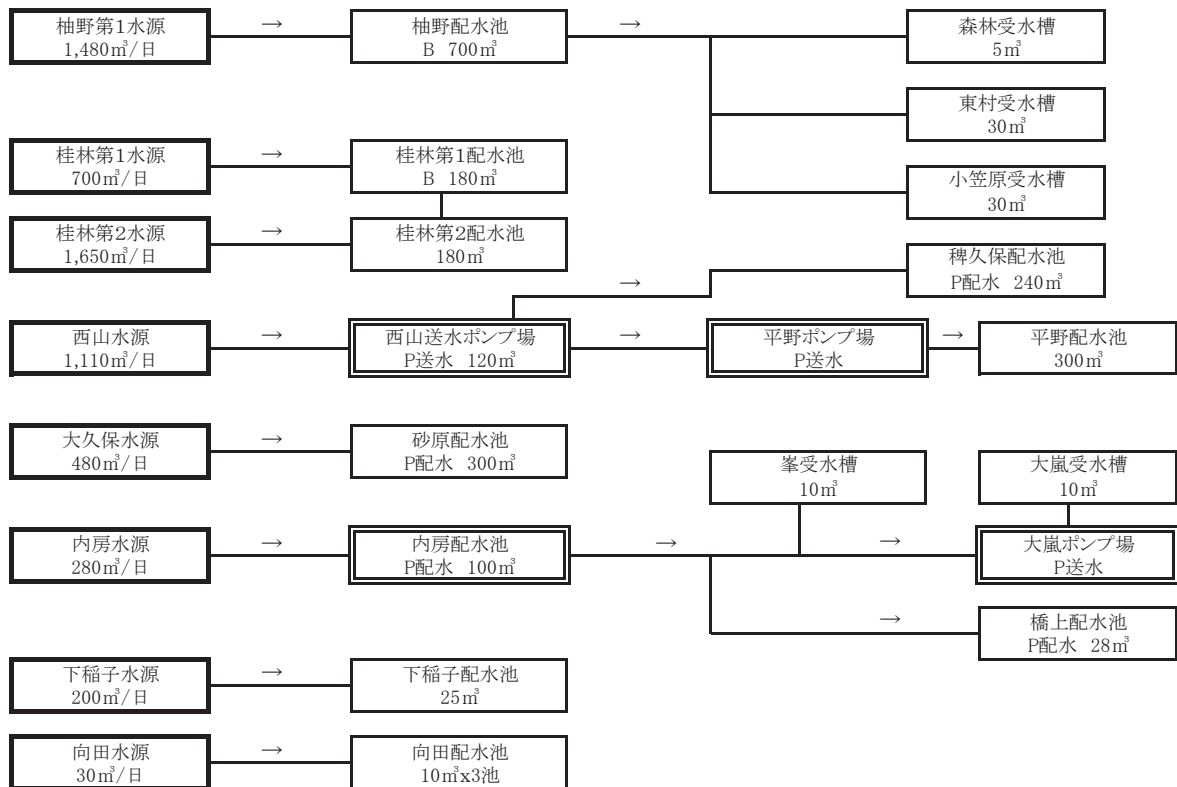 柚野第1水源
1,480㎥/日
→
柚野配水池
B 700㎥
→
森林受水槽
5㎥
東村受水槽
30㎥
小笠原受水槽
30㎥
桂林第1水源
700㎥/日
→
桂林第1配水池
B 180㎥
桂林第2水源
1,650㎥/日
→
桂林第2配水池
180㎥
→
稗久保配水池
P配水 240㎥
西山水源
1,110㎥/日
→
西山送水ポンプ場
P送水 120㎥
→
平野ポンプ場
P送水
→
平野配水池
300㎥
大久保水源
480㎥/日
→
砂原配水池
P配水 300㎥
峯受水槽
10㎥
大嵐受水槽
10㎥
内房水源
280㎥/日
→
内房配水池
P配水 100㎥
→
→
大嵐ポンプ場
P送水
→
橋上配水池
P配水 28㎥
下稲子水源
200㎥/日
→
下稲子配水池
25㎥
向田水源
30㎥/日
→
向田配水池
10㎥x3池